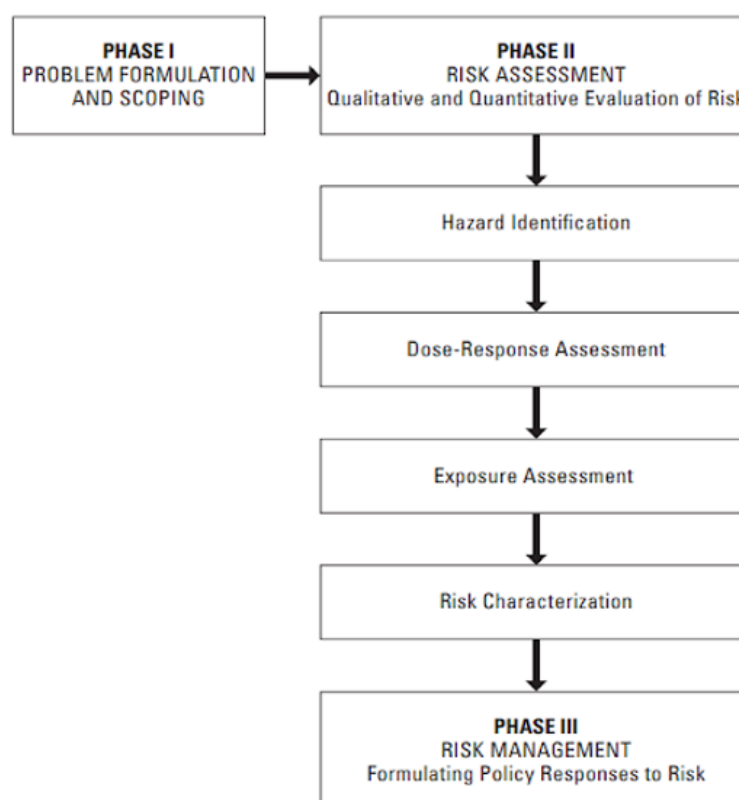 PHASE I
PROBLEM FORMULATION
AND SCOPING
PHASE II
RISK ASSESSMENT
Qualitative and Quantitative Evaluation of Risk
Hazard Identification
Dose-Response Assessment
Exposure Assessment
Risk Characterization
PHASE III
RISK MANAGEMENT
Formulating Policy Responses to Risk